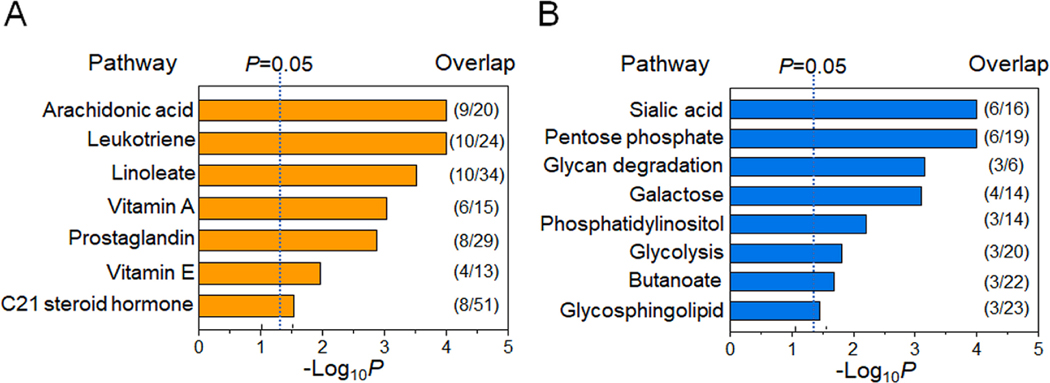 A
Pathway P=0.05 Overlap
Arachidonic acid (9/20)
Leukotriene (10/24)
Linoleate (10/34)
Vitamin A (6/15)
Prostaglandin (8/29)
Vitamin E (4/13)
C21 steroid hormone (8/51)
0 1 2 3 4 5
-Log10P
B
Pathway P=0.05 Overlap
Sialic acid (6/16)
Pentose phosphate (6/19)
Glycan degradation (3/6)
Galactose (4/14)
Phosphatidylinositol (3/14)
Glycolysis (3/20)
Butanoate (3/22)
Glycosphingolipid (3/23)
0 1 2 3 4 5
-Log10P